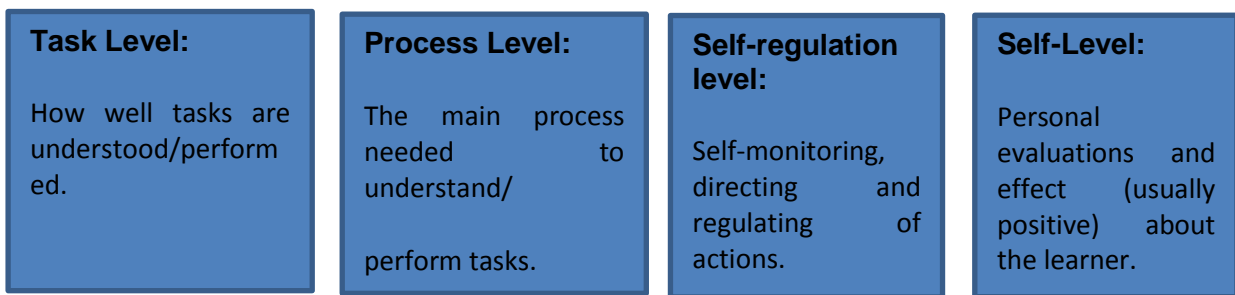 Task Level:
How well tasks are
understood/perform
ed.
Process Level:
The main process
needed to
understand/
perform tasks.
Self-regulation
level:
Self-monitoring,
directing and
regulating of
actions.
Self-Level:
Personal
evaluations and
effect (usually
positive) about
the learner.